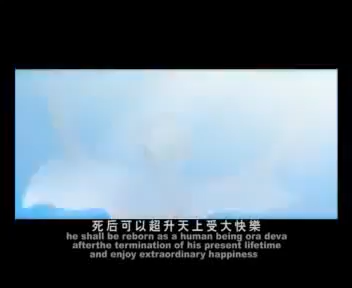 死后可以超升天上受大快樂
he shall be reborn as a human being ora deva
afterthe termination of his present lifetime
and enjoy extraordinary happiness